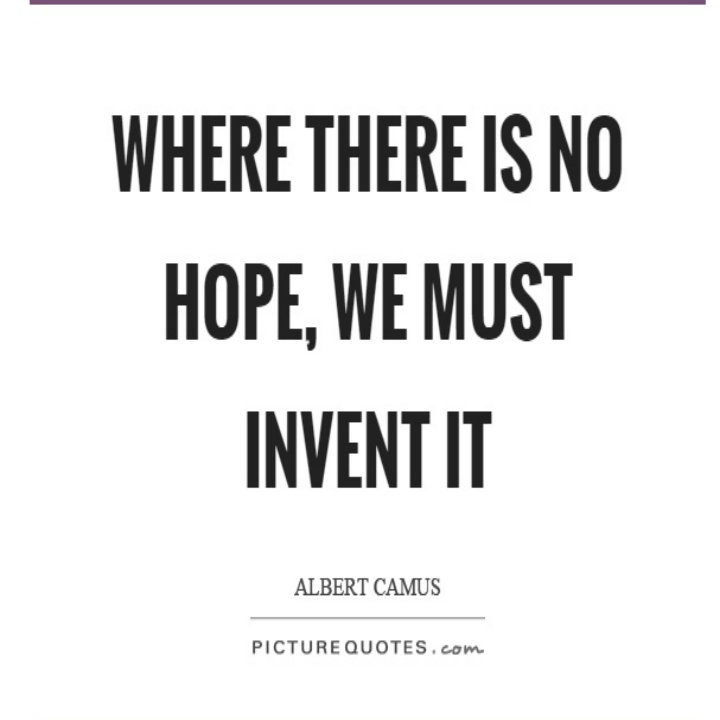 WHERE THERE IS NO
HOPE, WE MUST
INVENT IT
ALBERT CAMUS
PICTUREQUOTES.com